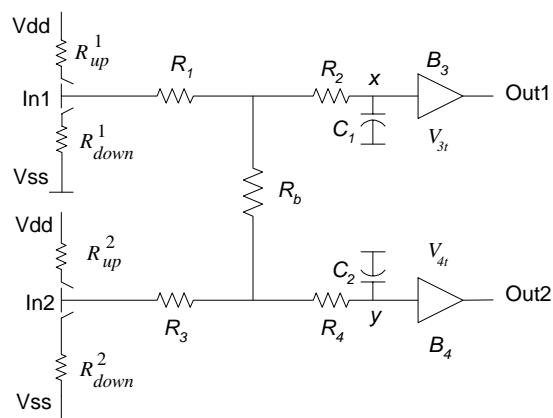 Vdd
R_up^1
R_1
R_2
x
B_3
In1
Out1
R_down^1
C_1
V_3t
Vss
R_b
Vdd
R_up^2
C_2
V_4t
In2
Out2
R_3
R_4
y
B_4
R_down^2
Vss